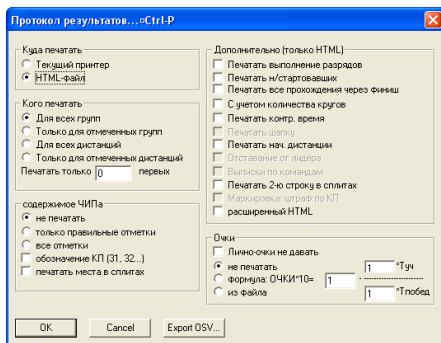 Протокол результатов...¤Ctrl-P
Куда печатать
Текущий принтер
HTML-файл
Кого печатать
Для всех групп
Только для отмеченных групп
Для всех дистанций
Только для отмеченных дистанций
Печатать только 0 первых
содержимое ЧИПа
не печатать
только правильные отметки
все отметки
обозначение КП (31, 32...)
печатать места в сплитах
Дополнительно (только HTML)
Печатать выполнение разрядов
Печатать н/стартовавших
Печатать все прохождения через финиш
С учетом количества кругов
Печатать контр. время
Печатать шапку
Печатать нач. дистанции
Отставание от лидера
Выписки по командам
Печатать 2-ю строку в сплитах
Маркировка: штраф по КП
расширенный HTML
Очки
Лично-очки не давать
не печатать
формула: ОЧКИ*10= 1 -
из файла
1 *Tуч
1 *Tпобед
OK Cancel Export OSV...